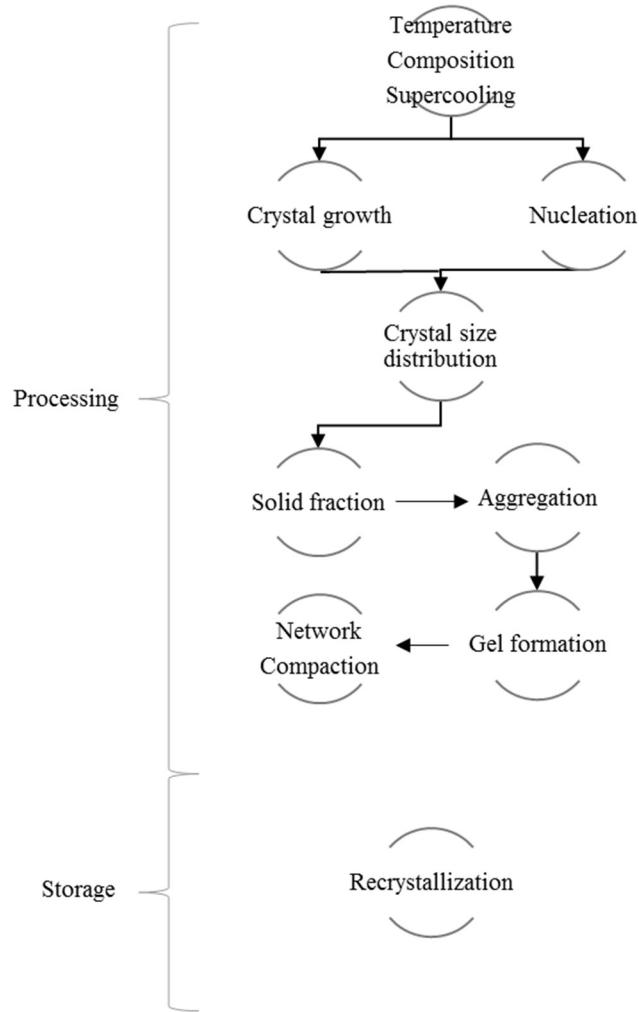 Temperature
Composition
Supercooling
Crystal growth
Nucleation
Crystal size
distribution
Processing
Solid fraction
Aggregation
Network
Compaction
Gel formation
Storage
Recrystallization